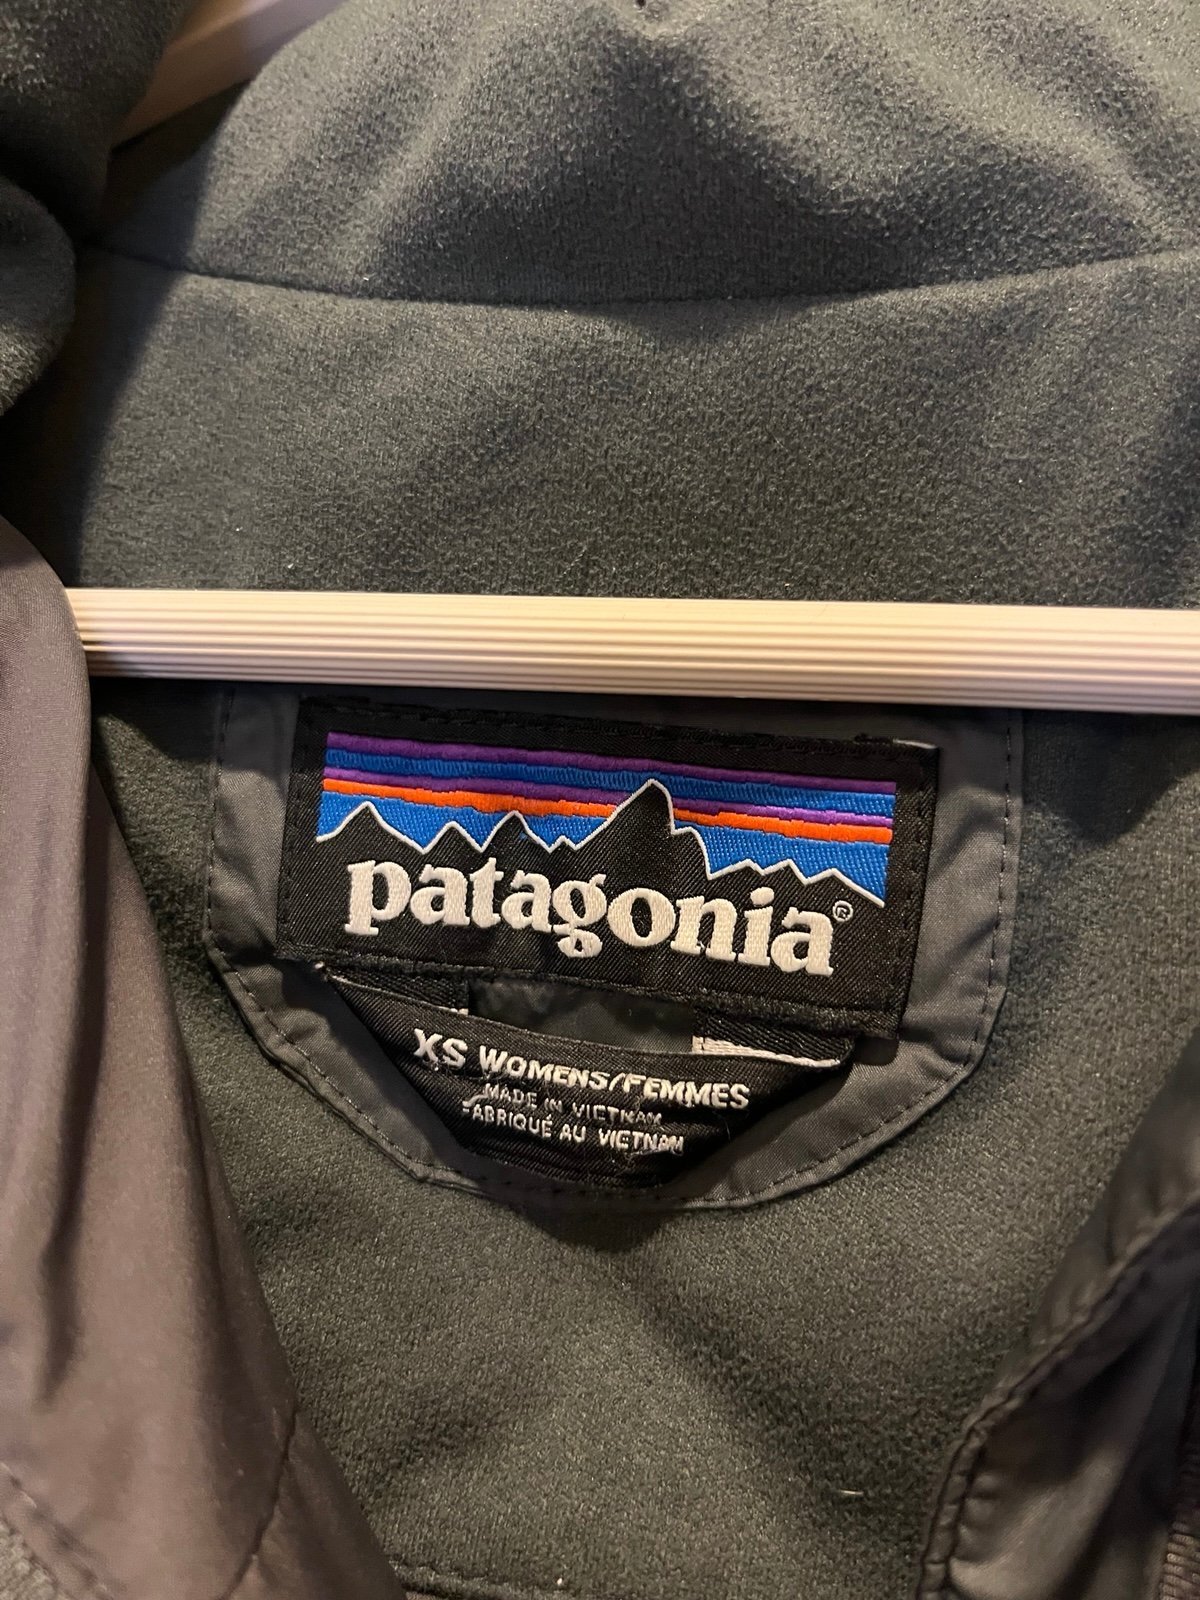 patagonia®
XS WOMENS/FEMMES
MADE IN VIETNAM
FABRIQUÉ AU VIETNAM